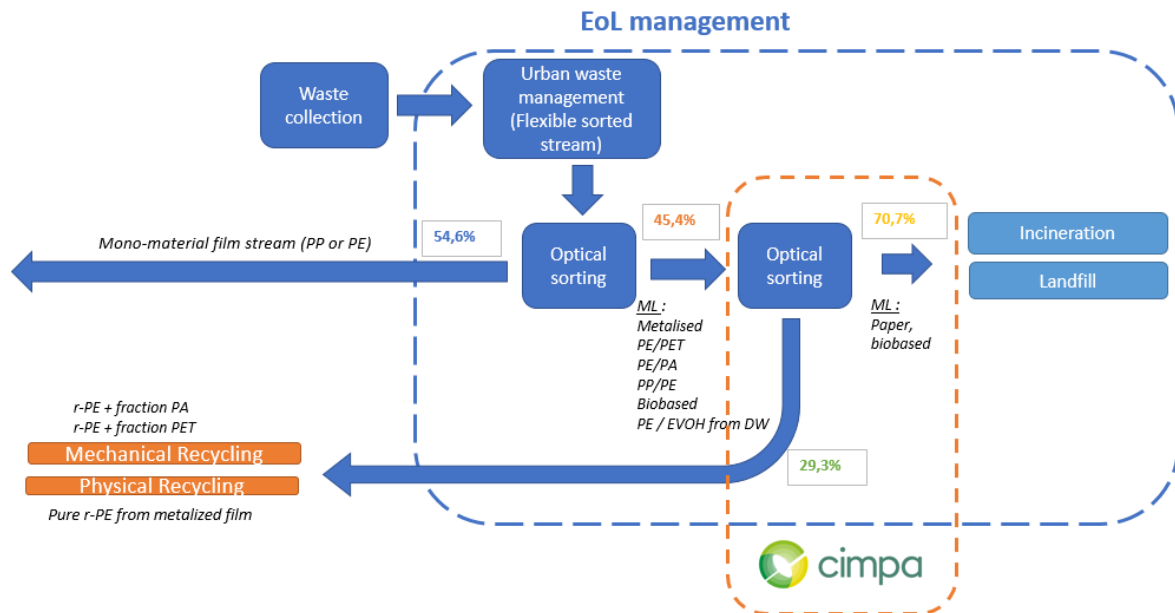 EoL management
Waste
collection
Urban waste
management
(Flexible sorted
stream)
Mono-material film stream (PP or PE)
54,6%
Optical
sorting
45,4%
ML :
Metalised
PE/PET
PE/PA
PP/PE
Biobased
PE / EVOH from DW
Optical
sorting
70,7%
ML :
Paper,
biobased
Incineration
Landfill
r-PE + fraction PA
r-PE + fraction PET
Mechanical Recycling
Physical Recycling
Pure r-PE from metalized film
29,3%
cimpa